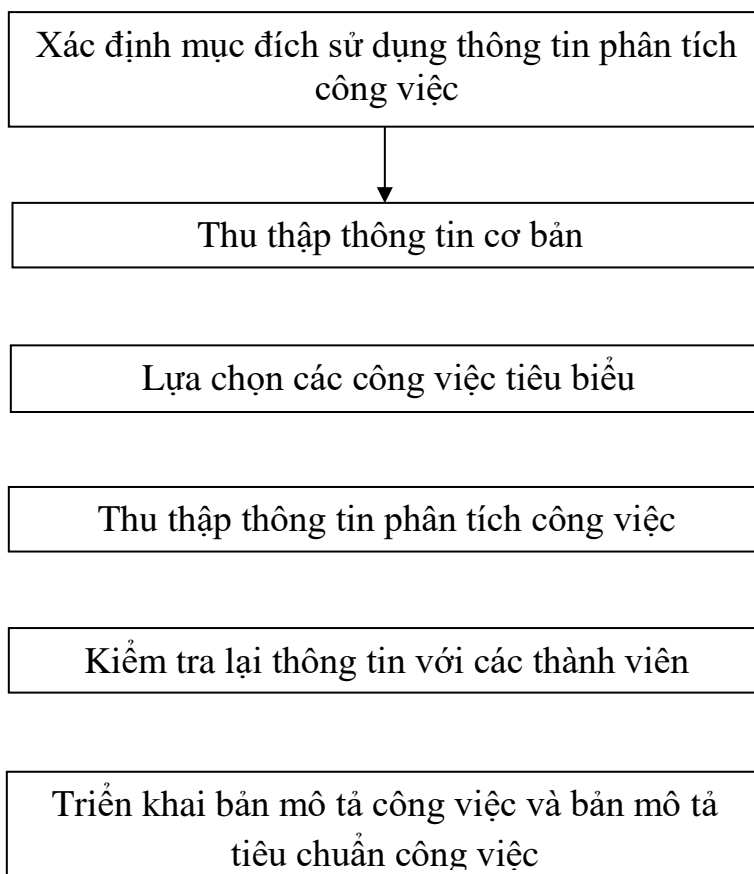 Xác định mục đích sử dụng thông tin phân tích
công việc
Thu thập thông tin cơ bản
Lựa chọn các công việc tiêu biểu
Thu thập thông tin phân tích công việc
Kiểm tra lại thông tin với các thành viên
Triển khai bản mô tả công việc và bản mô tả
tiêu chuẩn công việc